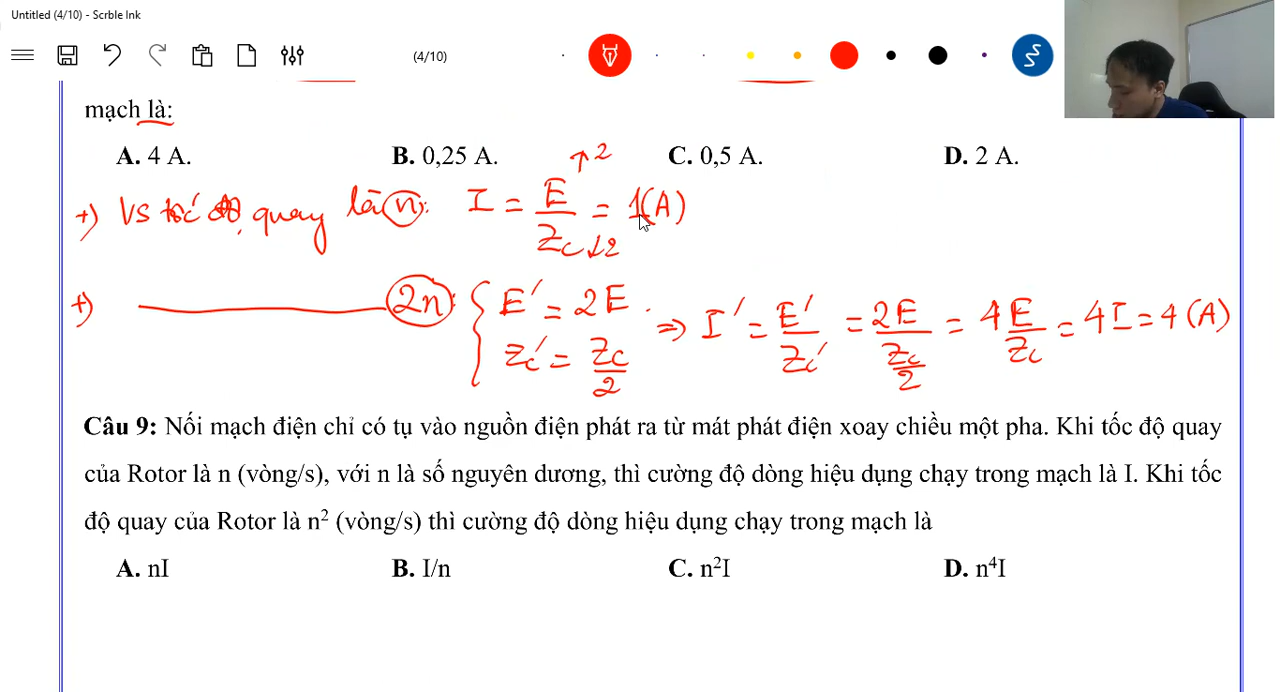 Untitled (4/10) - Scrble Ink
(4/10)
mạch là:
A. 4 A. B. 0,25 A. C. 0,5 A. D. 2 A.
+) VS tốc độ quay là n: I = E↑2 / Zc↓2 = 1(A)
+) ——— 2n: { E' = 2E Zc' = Zc/2 ⇒ I' = E'/Zc' = 2E/(Zc/2) = 4E/Zc = 4I = 4 (A)
Câu 9: Nối mạch điện chỉ có tụ vào nguồn điện phát ra từ mát phát điện xoay chiều một pha. Khi tốc độ quay
của Rotor là n (vòng/s), với n là số nguyên dương, thì cường độ dòng hiệu dụng chạy trong mạch là I. Khi tốc
độ quay của Rotor là n² (vòng/s) thì cường độ dòng hiệu dụng chạy trong mạch là
A. nI B. I/n C. n²I D. n⁴I